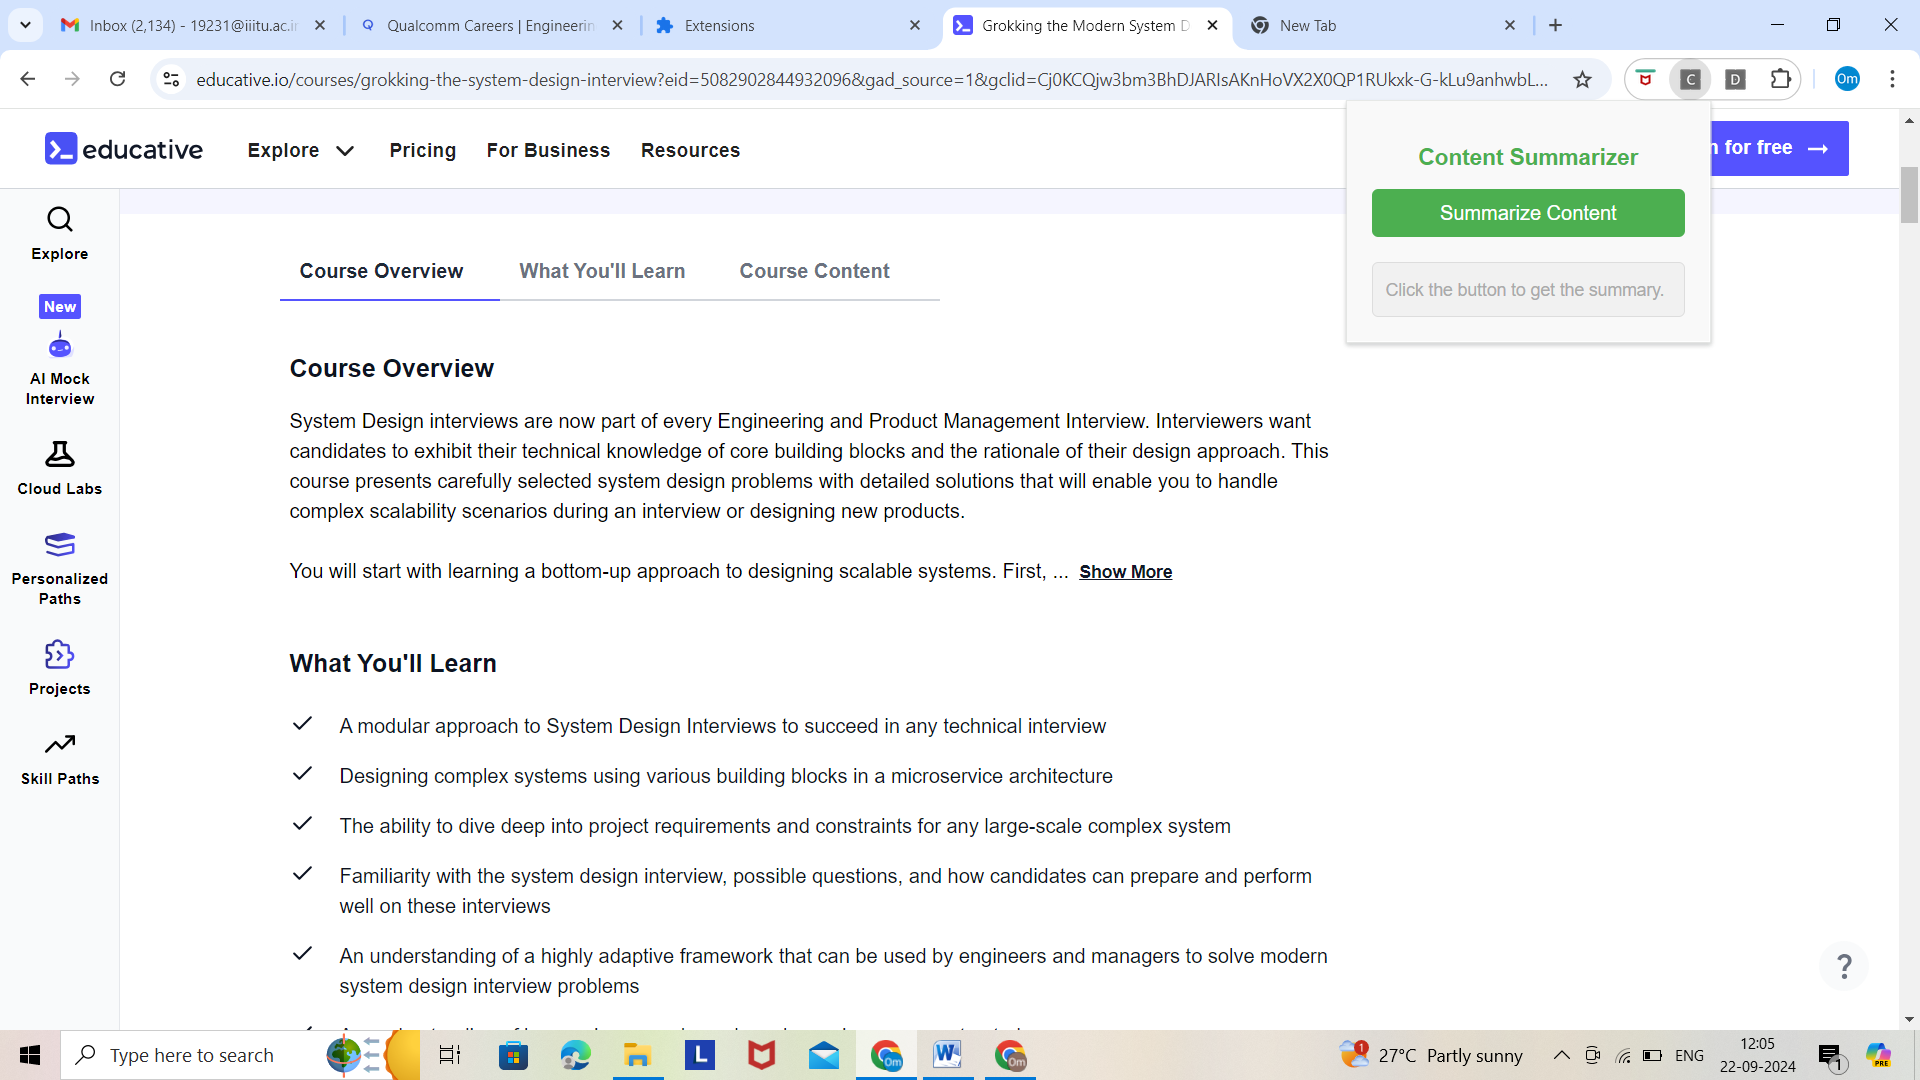 Inbox (2,134) - 19231@iiitu.ac.in
Qualcomm Careers | Engineerin
Extensions
Grokking the Modern System D
New Tab
educative.io/courses/grokking-the-system-design-interview?eid=5082902844932096&gad_source=1&gclid=Cj0KCQjw3bm3BhDJARIsAKnHoVX2X0QP1RUkxk-G-kLu9anhwbL...
C
D
Om
educative
Explore
Pricing
For Business
Resources
n for free
Content Summarizer
Summarize Content
Click the button to get the summary.
Explore
New
AI Mock
Interview
Cloud Labs
Personalized
Paths
Projects
Skill Paths
Course Overview
What You'll Learn
Course Content
Course Overview
System Design interviews are now part of every Engineering and Product Management Interview. Interviewers want
candidates to exhibit their technical knowledge of core building blocks and the rationale of their design approach. This
course presents carefully selected system design problems with detailed solutions that will enable you to handle
complex scalability scenarios during an interview or designing new products.
You will start with learning a bottom-up approach to designing scalable systems. First, ... Show More
What You'll Learn
A modular approach to System Design Interviews to succeed in any technical interview
Designing complex systems using various building blocks in a microservice architecture
The ability to dive deep into project requirements and constraints for any large-scale complex system
Familiarity with the system design interview, possible questions, and how candidates can prepare and perform
well on these interviews
An understanding of a highly adaptive framework that can be used by engineers and managers to solve modern
system design interview problems
?
Type here to search
L
W
Om
Om
1
27°C Partly sunny
ENG
12:05
22-09-2024
1
PRE